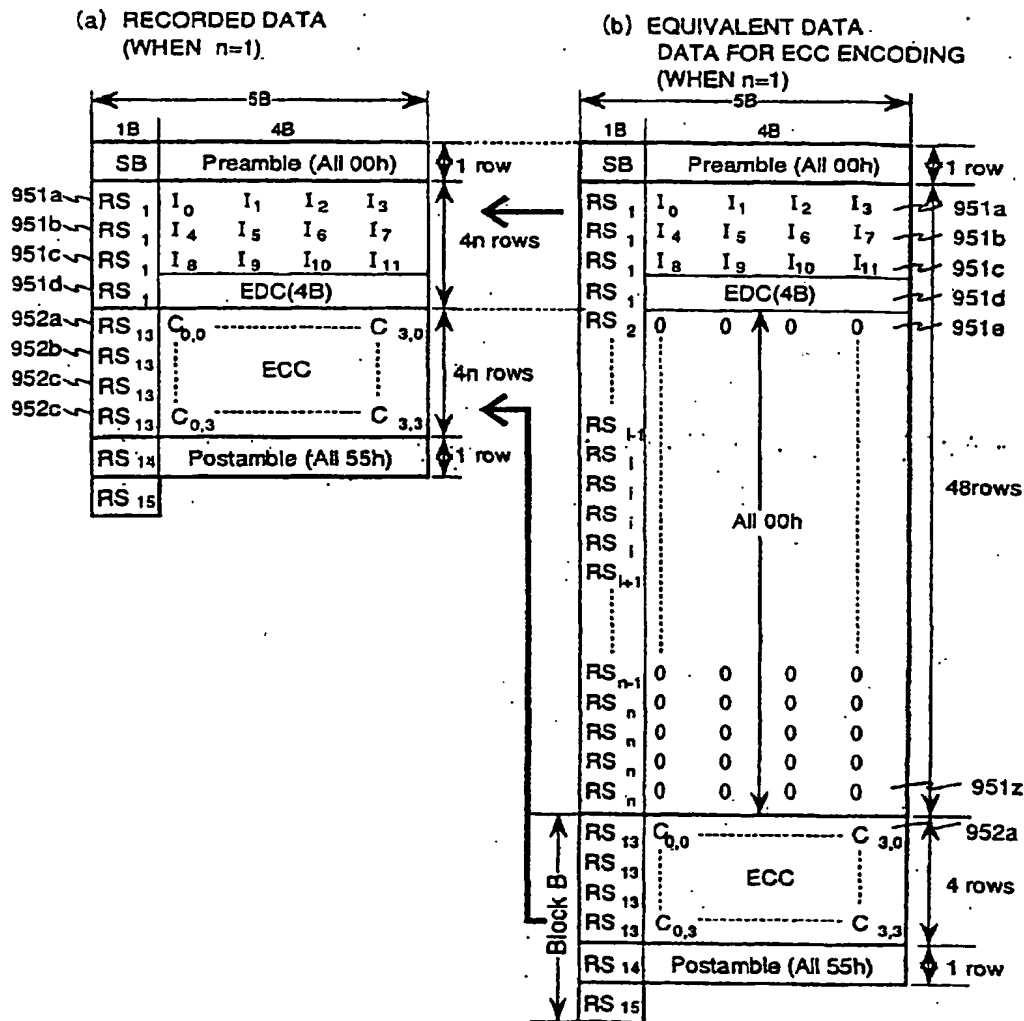 (a) RECORDED DATA
(WHEN n=1)
5B
1B 4B
SB Preamble (All 00h) 1 row
951a RS 1 I0 I1 I2 I3
951b RS 1 I4 I5 I6 I7
951c RS 1 I8 I9 I10 I11
951d RS 1 EDC(4B)
4n rows
952a RS 13 C0,0 C 3,0
952b RS 13
952c RS 13
952c RS 13 C0,3 C 3,3
ECC
4n rows
RS 14 Postamble (All 55h) 1 row
RS 15
(b) EQUIVALENT DATA
DATA FOR ECC ENCODING
(WHEN n=1)
5B
1B 4B
SB Preamble (All 00h) 1 row
RS 1 I0 I1 I2 I3 951a
RS 1 I4 I5 I6 I7 951b
RS 1 I8 I9 I10 I11 951c
RS 1 EDC(4B) 951d
RS 2 0 0 0 0 951e
RS i-1
RS i
RS i
RS i
RS i
RS i+1
All 00h
48rows
RS n-1 0 0 0 0
RS n 0 0 0 0
RS n 0 0 0 0
RS n 0 0 0 0
RS n 0 0 0 0 951z
RS 13 C0,0 C 3,0 952a
RS 13
RS 13
RS 13 C0,3 C 3,3
ECC
4 rows
RS 14 Postamble (All 55h) 1 row
RS 15
Block B